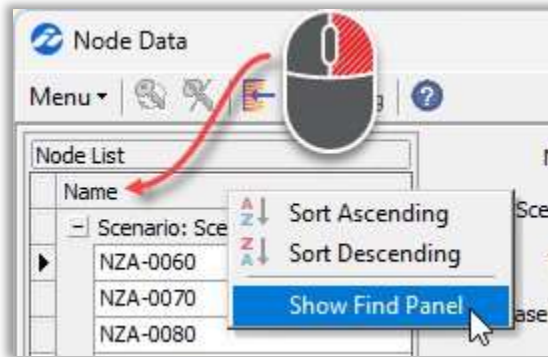 Node Data
Menu
Node List
Name
Scenario: Sce
NZA-0060
NZA-0070
NZA-0080
A
Z
Sort Ascending
Z
A
Sort Descending
Show Find Panel